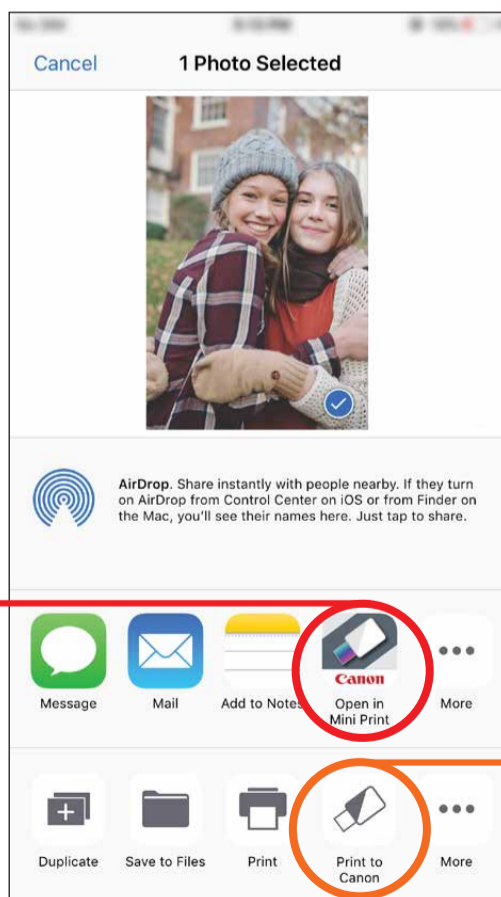 Cancel 1 Photo Selected
AirDrop. Share instantly with people nearby. If they turn
on AirDrop from Control Center on iOS or from Finder on
the Mac, you'll see their names here. Just tap to share.
Canon
Message Mail Add to Notes Open in More
Mini Print
Duplicate Save to Files Print Print to More
Canon